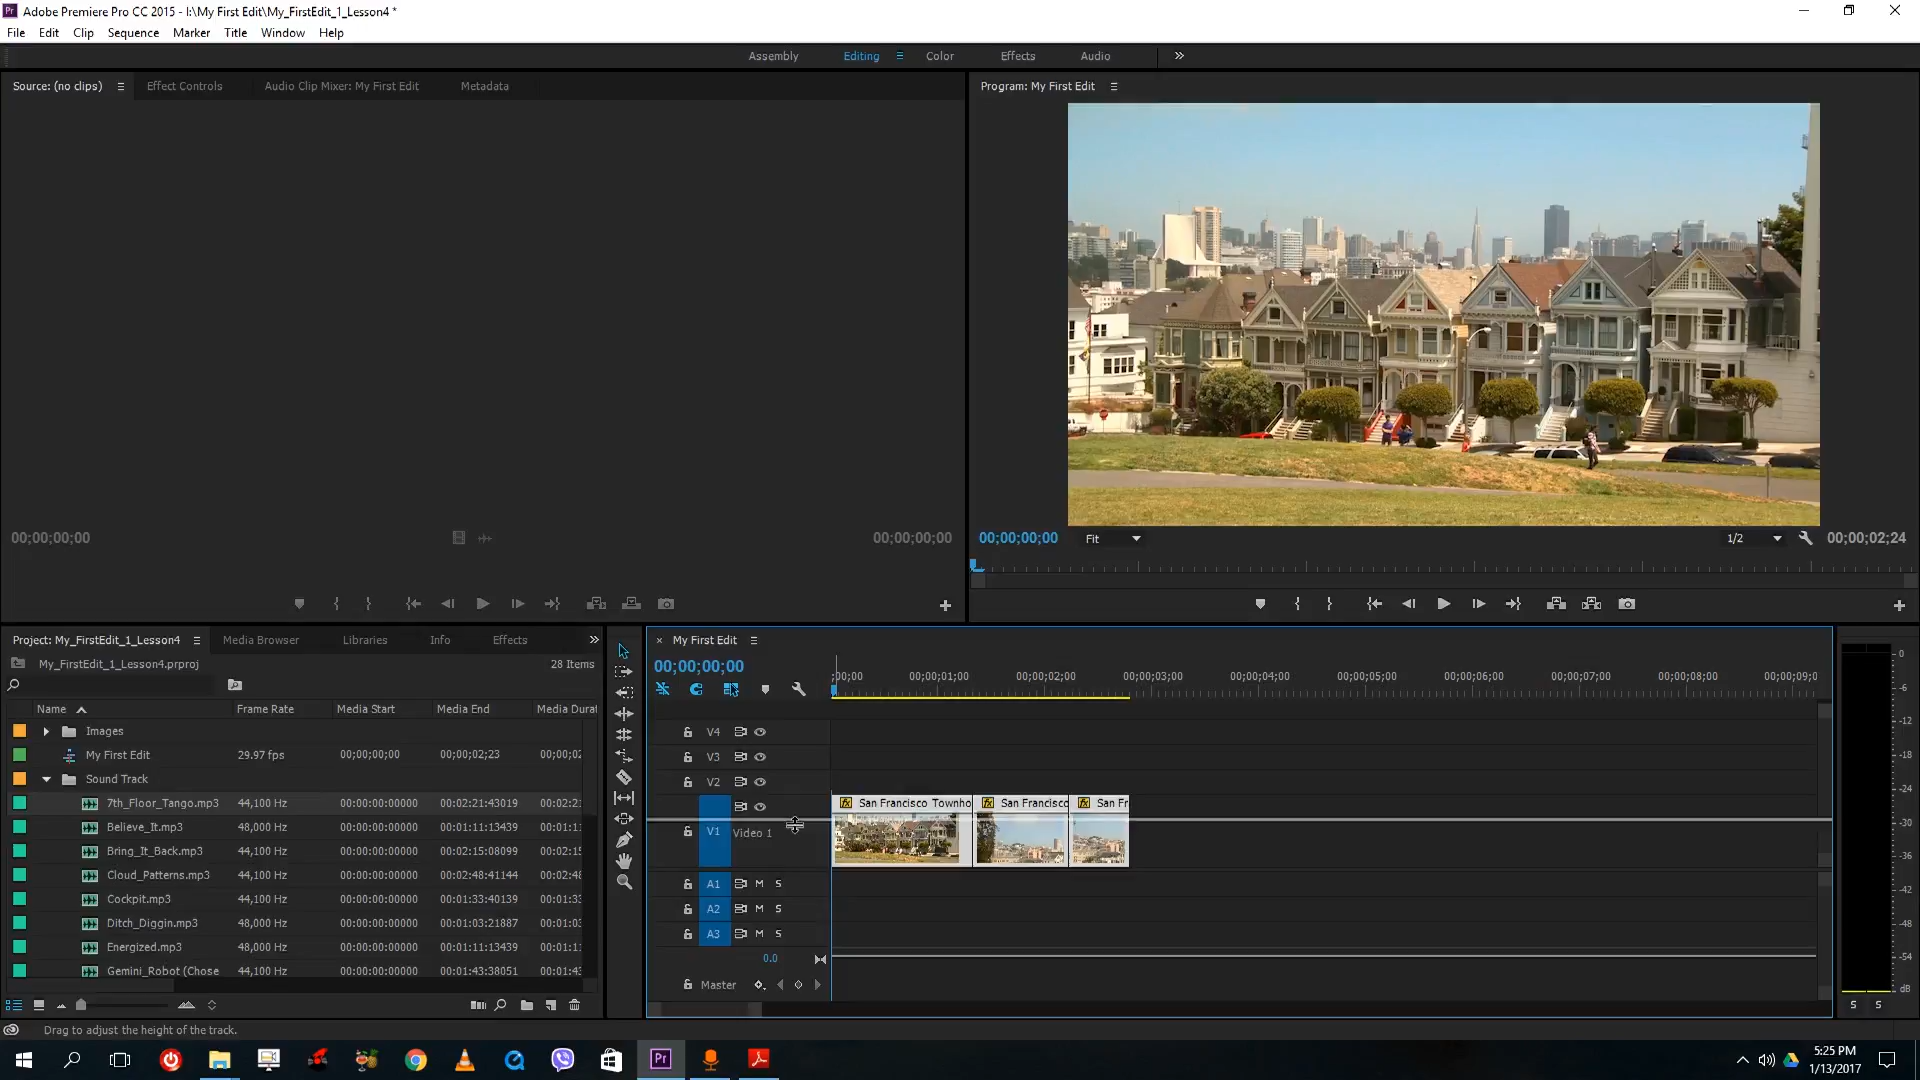 Adobe Premiere Pro CC 2015 - I:\My First Edit\My_FirstEdit_1_Lesson4 *
File Edit Clip Sequence Marker Title Window Help
Assembly Editing Color Effects Audio
Source: (no clips) Effect Controls Audio Clip Mixer: My First Edit Metadata
Program: My First Edit
00;00;00;00 00;00;00;00
00;00;00;00 Fit 1/2 00;00;02;24
Project: My_FirstEdit_1_Lesson4 Media Browser Libraries Info Effects
My_FirstEdit_1_Lesson4.prproj 28 Items
Name Frame Rate Media Start Media End Media Durat
Images
My First Edit 29.97 fps 00;00;00;00 00;00;02;23 00;00;02
Sound Track
7th_Floor_Tango.mp3 44,100 Hz 00:00:00:00000 00:02:21:43019 00:02:2
Believe_It.mp3 48,000 Hz 00:00:00:00000 00:01:11:13439 00:01:1
Bring_It_Back.mp3 44,100 Hz 00:00:00:00000 00:02:15:08099 00:02:1
Cloud_Patterns.mp3 44,100 Hz 00:00:00:00000 00:02:48:41144 00:02:4
Cockpit.mp3 44,100 Hz 00:00:00:00000 00:01:33:40139 00:01:3
Ditch_Diggin.mp3 48,000 Hz 00:00:00:00000 00:01:03:21887 00:01:0
Energized.mp3 48,000 Hz 00:00:00:00000 00:01:11:13439 00:01:1
Gemini_Robot (Chose 44,100 Hz 00:00:00:00000 00:01:43:38051 00:01:4
My First Edit
00;00;00;00
;00;00 00;00;01;00 00;00;02;00 00;00;03;00 00;00;04;00 00;00;05;00 00;00;06;00 00;00;07;00 00;00;08;00 00;00;09;0
V4
V3
V2
San Francisco Townho San Francisco San Fr
V1 Video 1
A1 M S
A2 M S
A3 M S
0.0
Master
0
-6
-12
-18
-24
-30
-36
-42
-48
-54
dB
S S
Drag to adjust the height of the track.
Pr
5:25 PM
1/13/2017